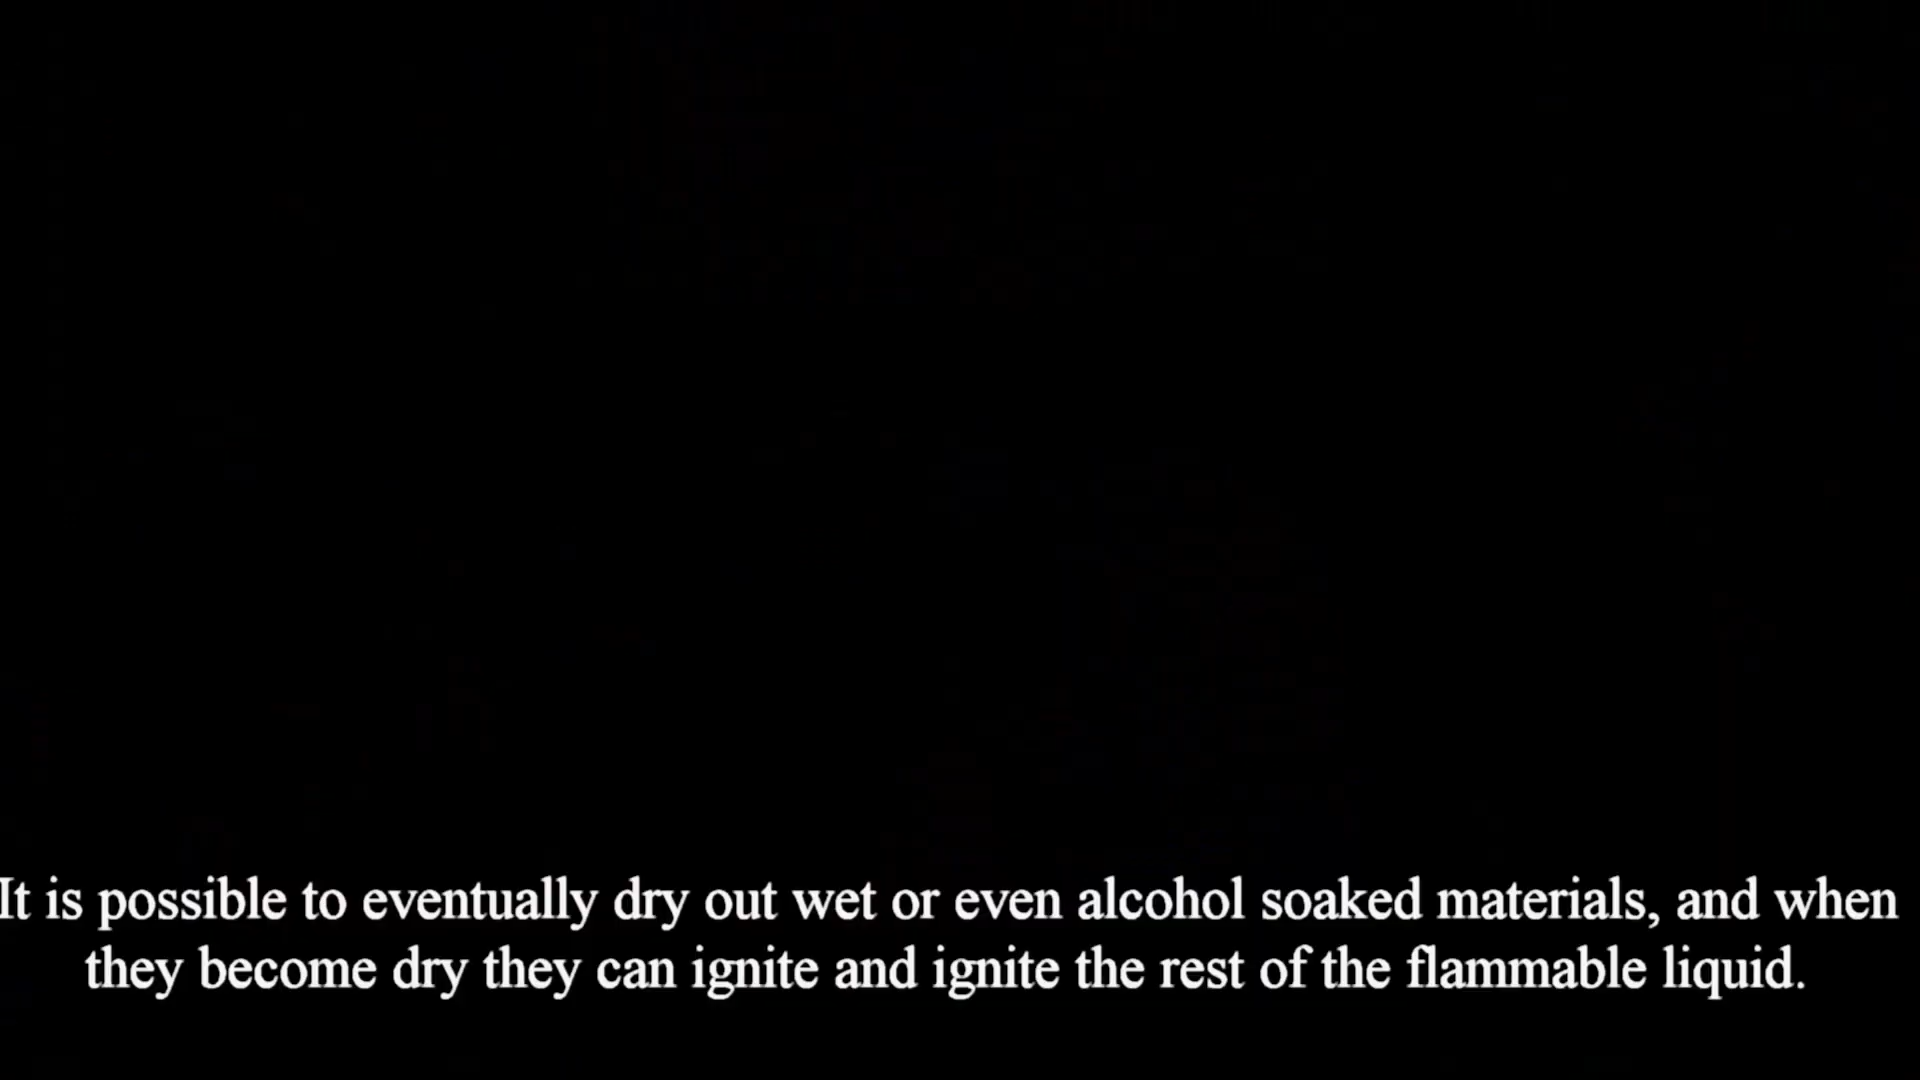 It is possible to eventually dry out wet or even alcohol soaked materials, and when
they become dry they can ignite and ignite the rest of the flammable liquid.